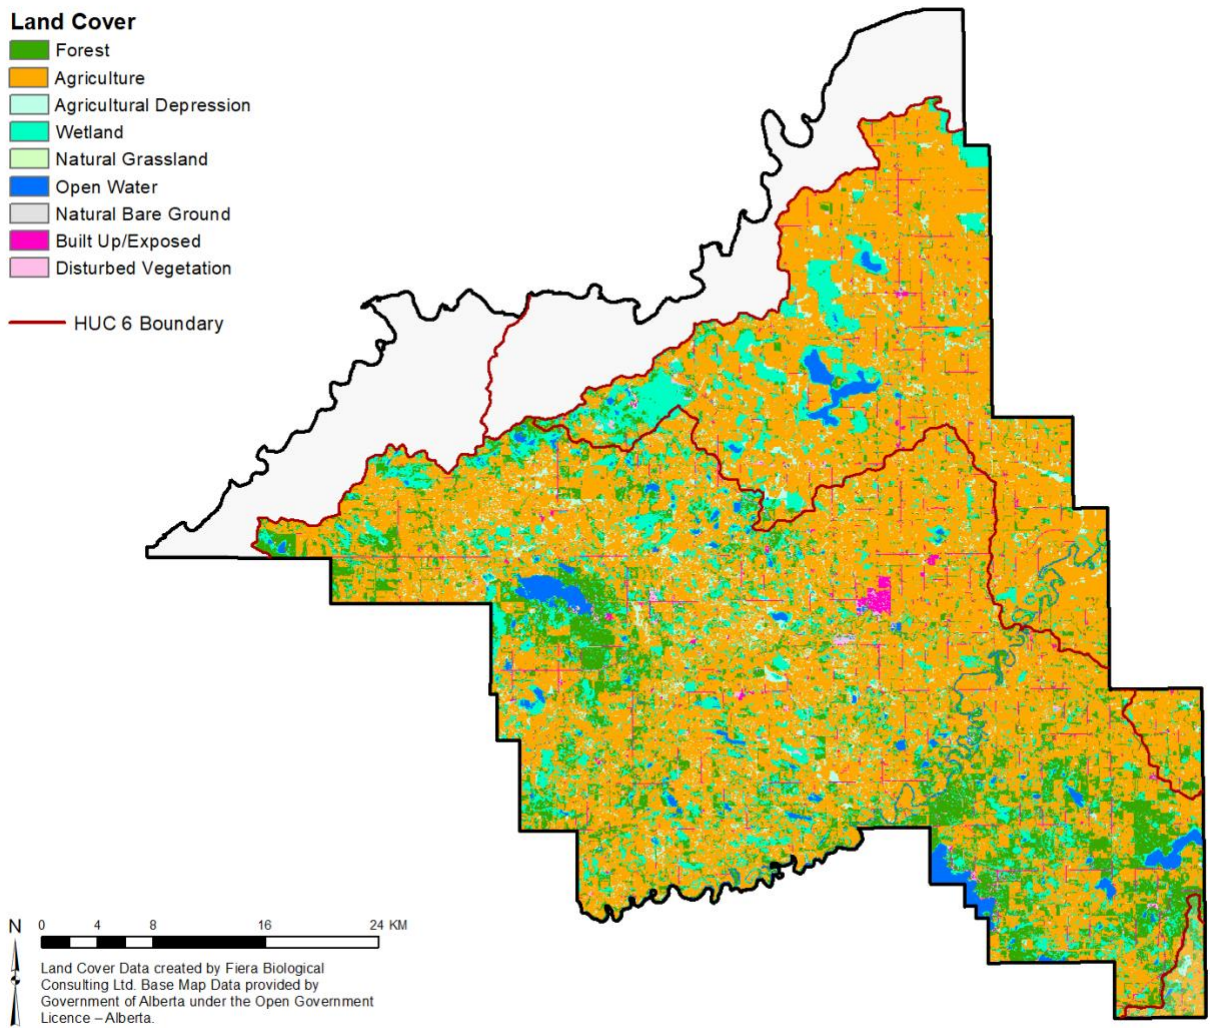 Land Cover
Forest
Agriculture
Agricultural Depression
Wetland
Natural Grassland
Open Water
Natural Bare Ground
Built Up/Exposed
Disturbed Vegetation
HUC 6 Boundary
N
0 4 8 16 24 KM
Land Cover Data created by Fiera Biological
Consulting Ltd. Base Map Data provided by
Government of Alberta under the Open Government
Licence – Alberta.